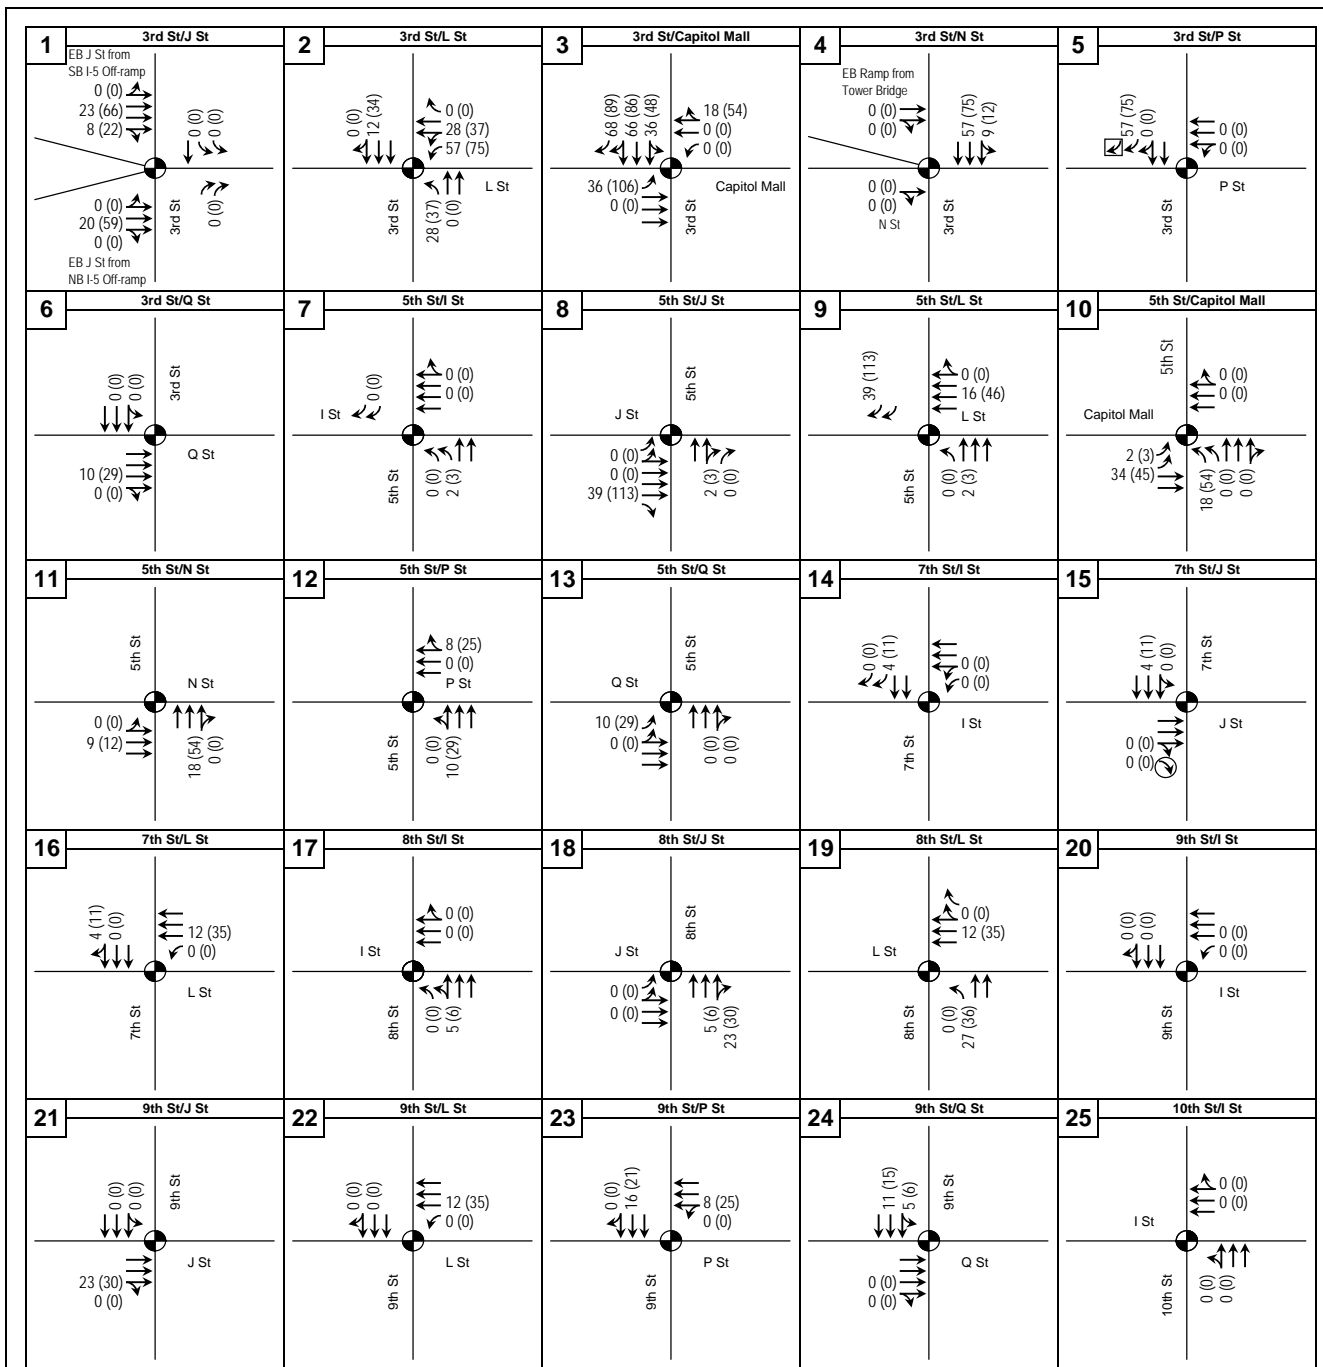 1
3rd St/J St
EB J St from
SB I-5 Off-ramp
0 (0)
23 (66)
8 (22)
0 (0)
0 (0)
0 (0)
20 (59)
0 (0)
3rd St
0 (0)
EB J St from
NB I-5 Off-ramp
2
3rd St/L St
0 (0)
12 (34)
0 (0)
28 (37)
57 (75)
L St
3rd St
28 (37)
0 (0)
3
3rd St/Capitol Mall
68 (89)
66 (86)
36 (48)
18 (54)
0 (0)
0 (0)
36 (106)
0 (0)
Capitol Mall
3rd St
4
3rd St/N St
EB Ramp from
Tower Bridge
0 (0)
0 (0)
57 (75)
9 (12)
0 (0)
0 (0)
N St
3rd St
5
3rd St/P St
57 (75)
0 (0)
0 (0)
0 (0)
P St
3rd St
6
3rd St/Q St
0 (0)
0 (0)
3rd St
Q St
10 (29)
0 (0)
7
5th St/I St
0 (0)
0 (0)
0 (0)
I St
5th St
0 (0)
2 (3)
8
5th St/J St
5th St
J St
0 (0)
0 (0)
39 (113)
2 (3)
0 (0)
9
5th St/L St
39 (113)
0 (0)
16 (46)
L St
5th St
0 (0)
2 (3)
10
5th St/Capitol Mall
5th St
0 (0)
0 (0)
Capitol Mall
2 (3)
34 (45)
18 (54)
0 (0)
0 (0)
11
5th St/N St
5th St
N St
0 (0)
9 (12)
18 (54)
0 (0)
12
5th St/P St
8 (25)
0 (0)
P St
5th St
0 (0)
10 (29)
13
5th St/Q St
5th St
Q St
10 (29)
0 (0)
0 (0)
0 (0)
14
7th St/I St
0 (0)
4 (11)
0 (0)
0 (0)
I St
7th St
15
7th St/J St
4 (11)
0 (0)
7th St
J St
0 (0)
0 (0)
16
7th St/L St
4 (11)
0 (0)
12 (35)
0 (0)
L St
7th St
17
8th St/I St
0 (0)
0 (0)
I St
8th St
0 (0)
5 (6)
18
8th St/J St
8th St
J St
0 (0)
0 (0)
5 (6)
23 (30)
19
8th St/L St
0 (0)
12 (35)
L St
8th St
0 (0)
27 (36)
20
9th St/I St
0 (0)
0 (0)
0 (0)
0 (0)
I St
9th St
21
9th St/J St
0 (0)
0 (0)
9th St
J St
23 (30)
0 (0)
22
9th St/L St
0 (0)
0 (0)
12 (35)
0 (0)
L St
9th St
23
9th St/P St
0 (0)
16 (21)
8 (25)
0 (0)
P St
9th St
24
9th St/Q St
11 (15)
5 (6)
9th St
Q St
0 (0)
0 (0)
25
10th St/I St
0 (0)
0 (0)
I St
10th St
0 (0)
0 (0)